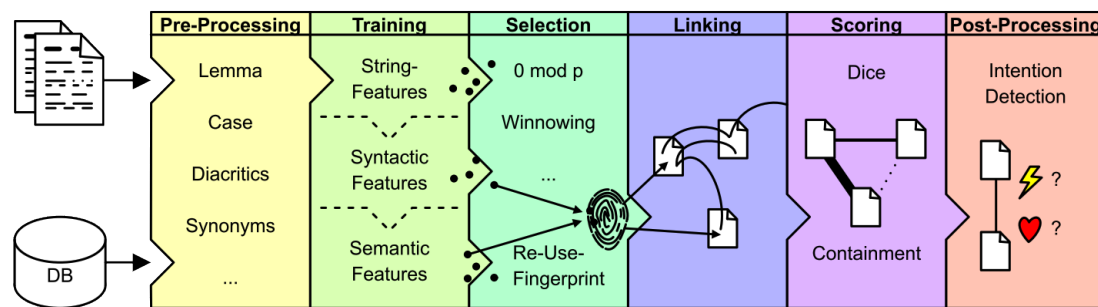 Pre-Processing
Training
Selection
Linking
Scoring
Post-Processing
Lemma
Case
Diacritics
Synonyms
...
String-
Features
Syntactic
Features
Semantic
Features
0 mod p
Winnowing
...
Re-Use-
Fingerprint
Dice
Containment
Intention
Detection
?
?
DB